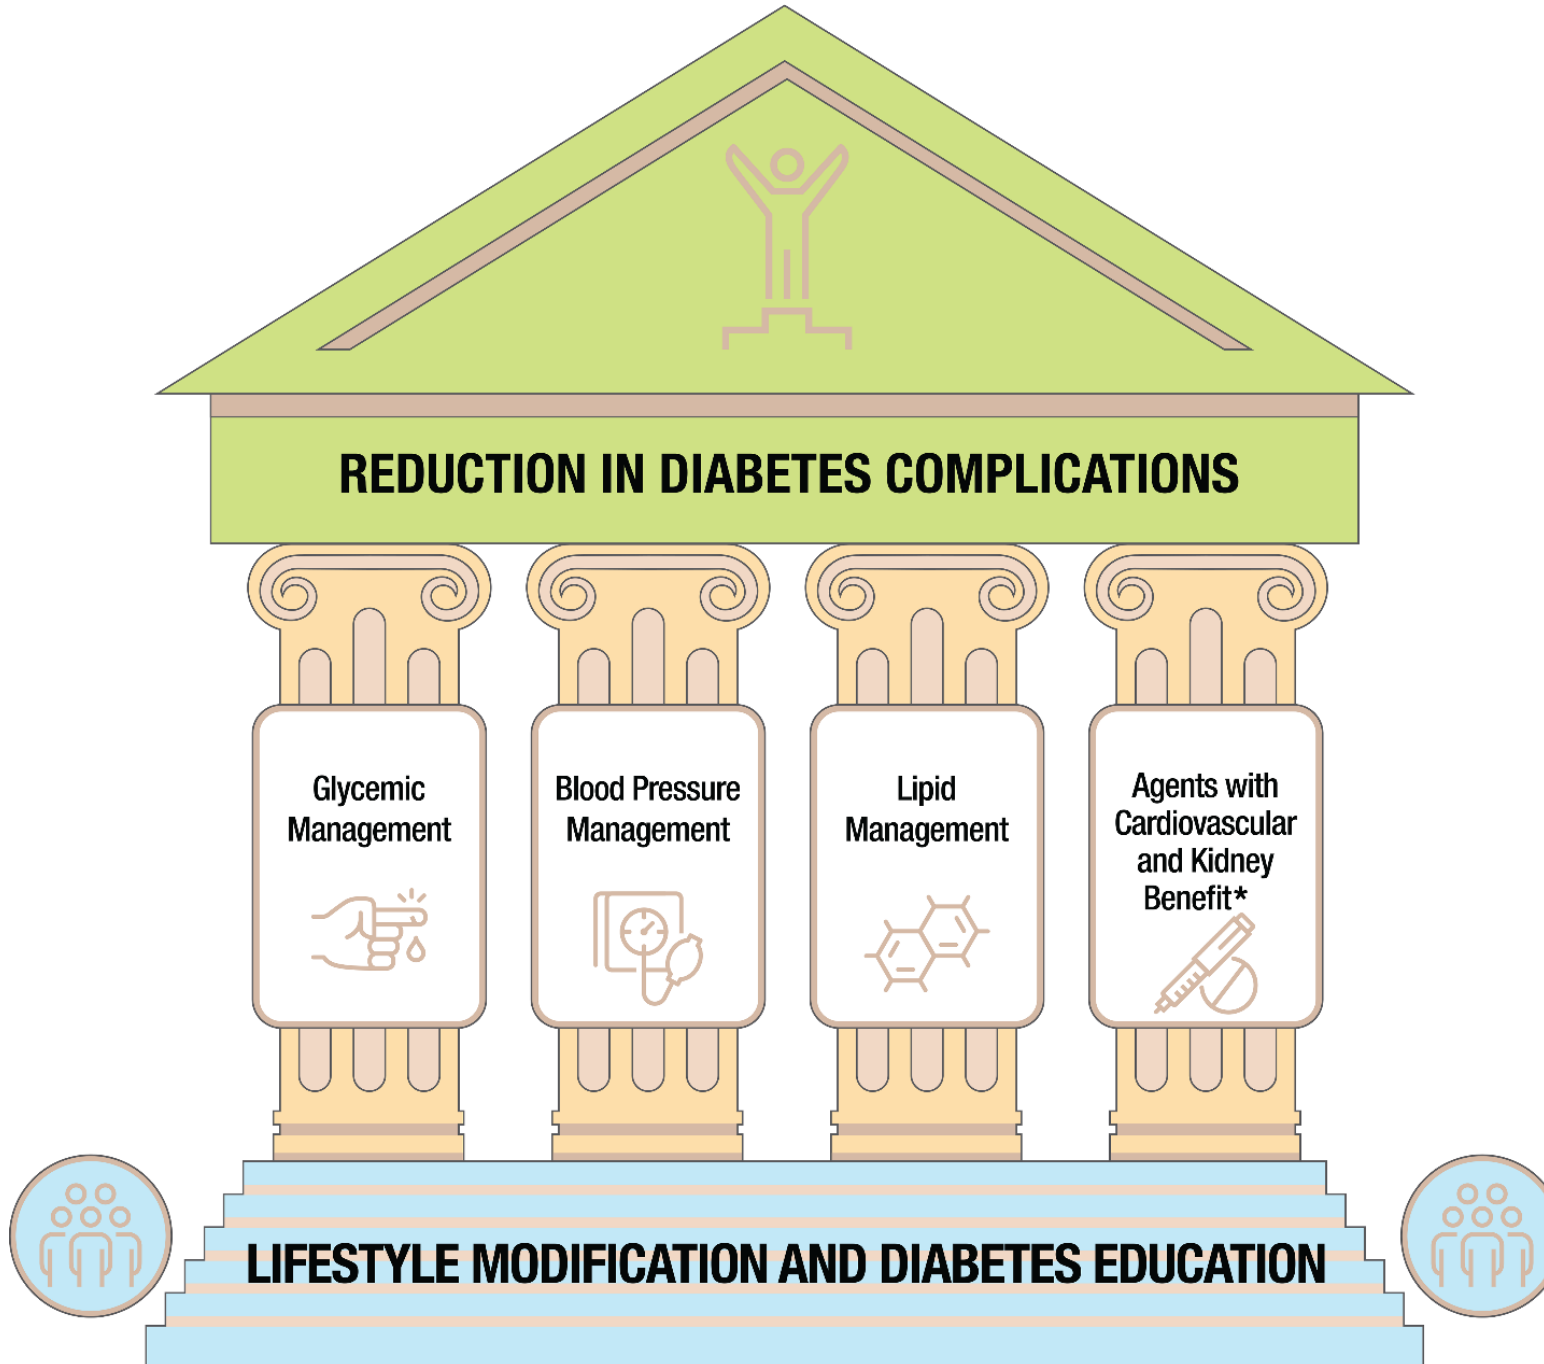 REDUCTION IN DIABETES COMPLICATIONS
Glycemic
Management
Blood Pressure
Management
Lipid
Management
Agents with
Cardiovascular
and Kidney
Benefit*
LIFESTYLE MODIFICATION AND DIABETES EDUCATION